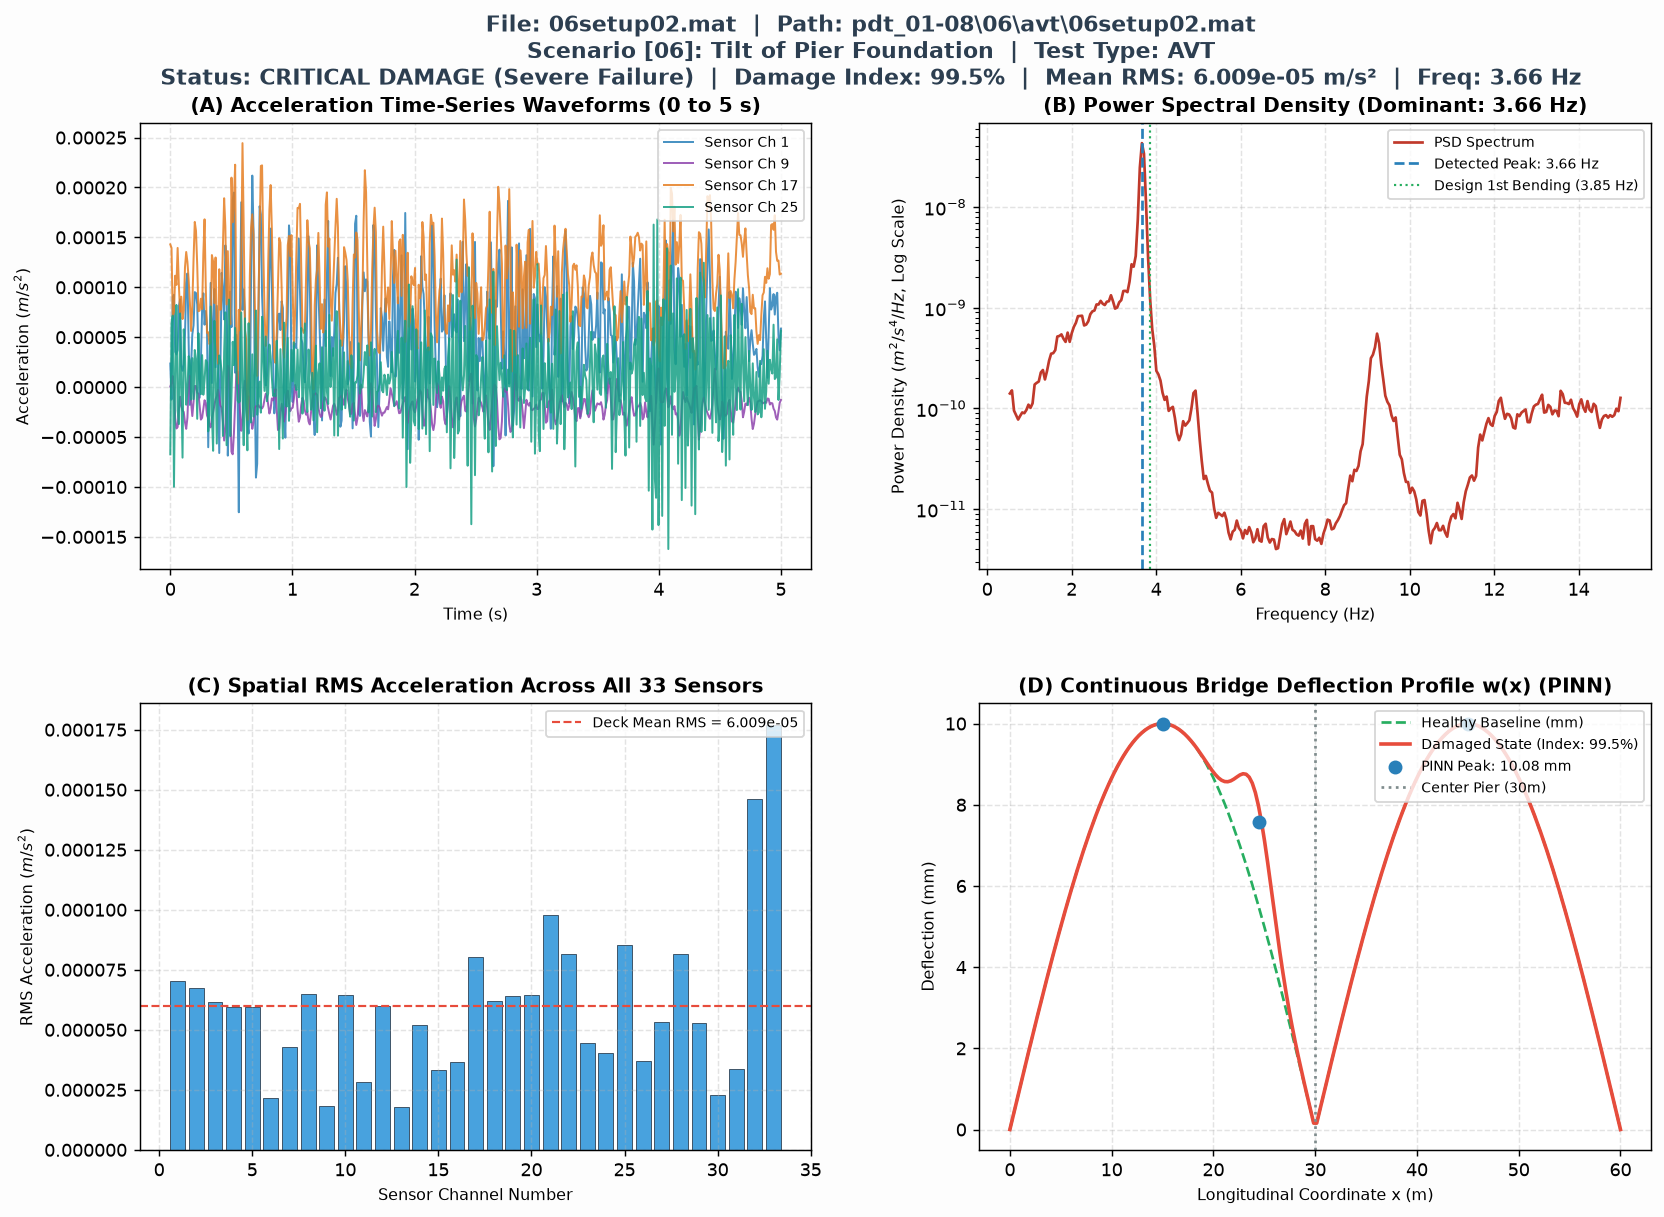 File: 06setup02.mat | Path: pdt_01-08\06\avt\06setup02.mat
Scenario [06]: Tilt of Pier Foundation | Test Type: AVT
Status: CRITICAL DAMAGE (Severe Failure) | Damage Index: 99.5% | Mean RMS: 6.009e-05 m/s² | Freq: 3.66 Hz
(A) Acceleration Time-Series Waveforms (0 to 5 s)
Acceleration (m/s²)
0.00025
0.00020
0.00015
0.00010
0.00005
0.00000
−0.00005
−0.00010
−0.00015
Sensor Ch 1
Sensor Ch 9
Sensor Ch 17
Sensor Ch 25
0 1 2 3 4 5
Time (s)
(B) Power Spectral Density (Dominant: 3.66 Hz)
Power Density (m²/s⁴/Hz, Log Scale)
10⁻⁸
10⁻⁹
10⁻¹⁰
10⁻¹¹
PSD Spectrum
Detected Peak: 3.66 Hz
Design 1st Bending (3.85 Hz)
0 2 4 6 8 10 12 14
Frequency (Hz)
(C) Spatial RMS Acceleration Across All 33 Sensors
RMS Acceleration (m/s²)
0.000175
0.000150
0.000125
0.000100
0.000075
0.000050
0.000025
0.000000
Deck Mean RMS = 6.009e-05
0 5 10 15 20 25 30 35
Sensor Channel Number
(D) Continuous Bridge Deflection Profile w(x) (PINN)
Deflection (mm)
10
8
6
4
2
0
Healthy Baseline (mm)
Damaged State (Index: 99.5%)
PINN Peak: 10.08 mm
Center Pier (30m)
0 10 20 30 40 50 60
Longitudinal Coordinate x (m)